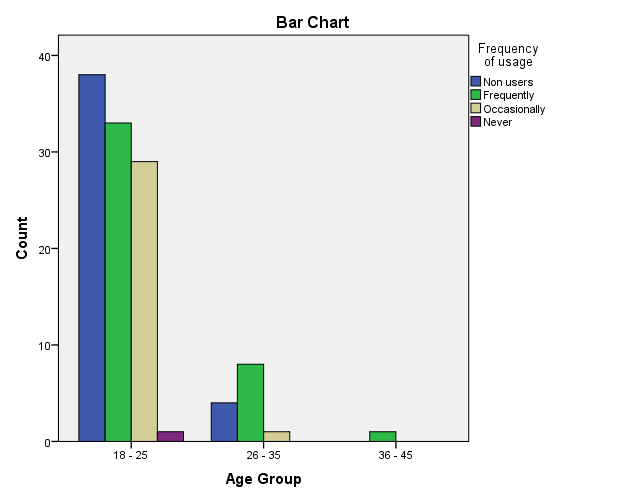 Bar Chart
Frequency
of usage
Non users
Frequently
Occasionally
Never
Count
40
30
20
10
0
18 - 25
26 - 35
36 - 45
Age Group